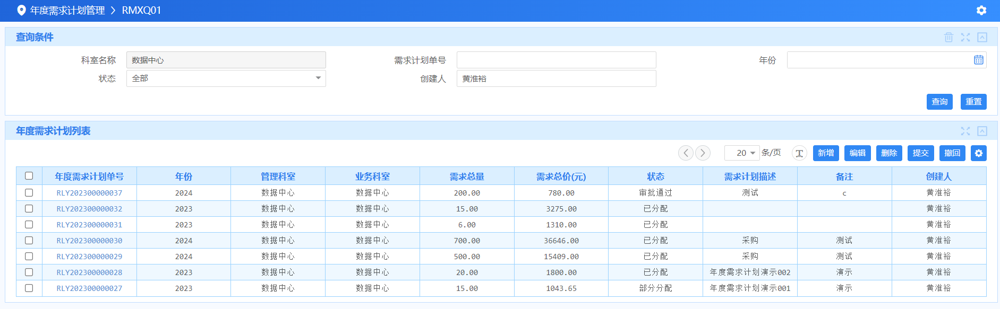 年度需求计划管理 > RMXQ01
查询条件
科室名称 数据中心 需求计划单号 年份
状态 全部 创建人 黄淮裕
查询 重置
年度需求计划列表
20 条/页 T 新增 编辑 删除 提交 撤回
年度需求计划单号 年份 管理科室 业务科室 需求总量 需求总价(元) 状态 需求计划描述 备注 创建人
RLY202300000037 2024 数据中心 数据中心 200.00 780.00 审批通过 测试 c 黄淮裕
RLY202300000032 2023 数据中心 数据中心 15.00 3275.00 已分配 黄淮裕
RLY202300000031 2023 数据中心 数据中心 6.00 1310.00 已分配 黄淮裕
RLY202300000030 2024 数据中心 数据中心 700.00 36646.00 已分配 采购 测试 黄淮裕
RLY202300000029 2024 数据中心 数据中心 500.00 15409.00 已分配 采购 测试 黄淮裕
RLY202300000028 2023 数据中心 数据中心 20.00 1800.00 已分配 年度需求计划演示002 演示 黄淮裕
RLY202300000027 2023 数据中心 数据中心 15.00 1043.65 部分分配 年度需求计划演示001 演示 黄淮裕